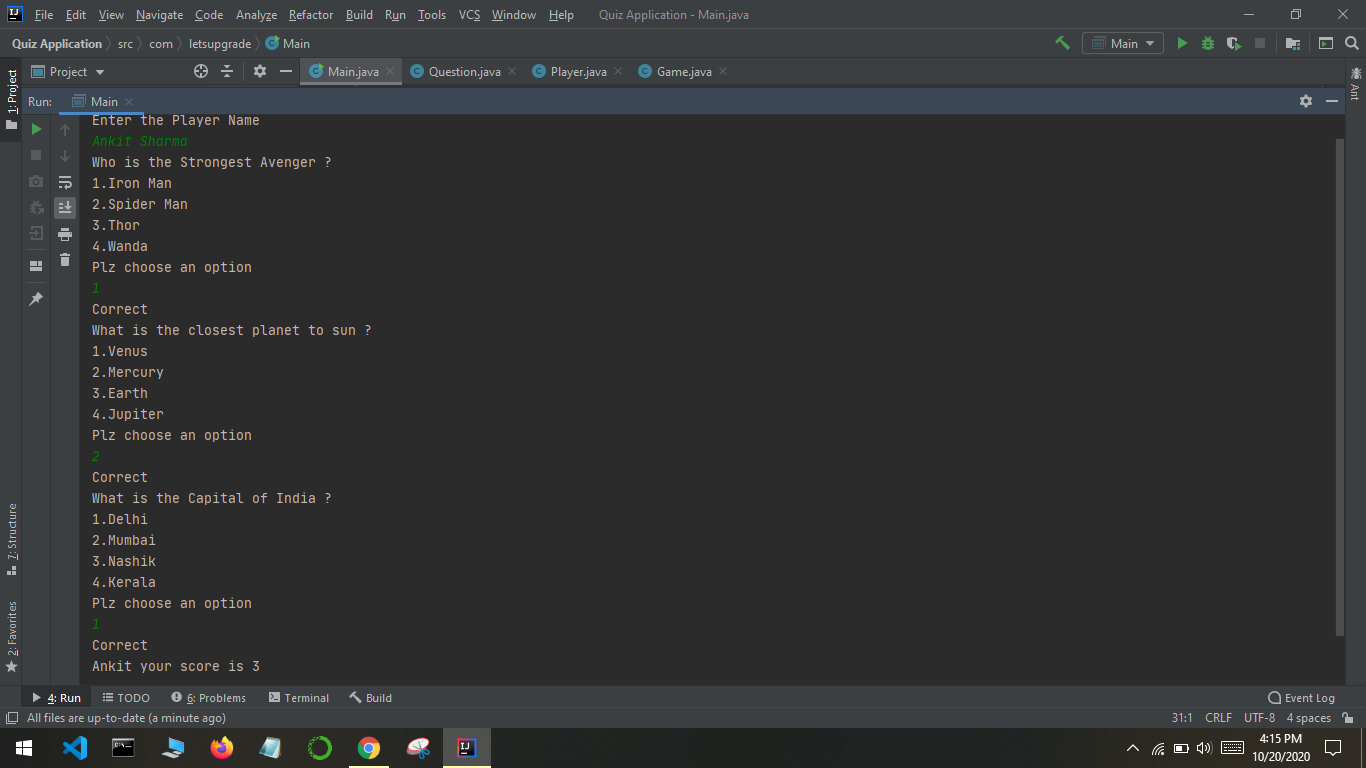 File Edit View Navigate Code Analyze Refactor Build Run Tools VCS Window Help Quiz Application - Main.java
Quiz Application src com letsupgrade Main Main
Project Main.java Question.java Player.java Game.java
Run: Main
Enter the Player Name
Ankit Sharma
Who is the Strongest Avenger ?
1.Iron Man
2.Spider Man
3.Thor
4.Wanda
Plz choose an option
1
Correct
What is the closest planet to sun ?
1.Venus
2.Mercury
3.Earth
4.Jupiter
Plz choose an option
2
Correct
What is the Capital of India ?
1.Delhi
2.Mumbai
3.Nashik
4.Kerala
Plz choose an option
1
Correct
Ankit your score is 3
1: Project
7: Structure
2: Favorites
Ant
4: Run TODO 6: Problems Terminal Build Event Log
All files are up-to-date (a minute ago) 31:1 CRLF UTF-8 4 spaces
4:15 PM
10/20/2020